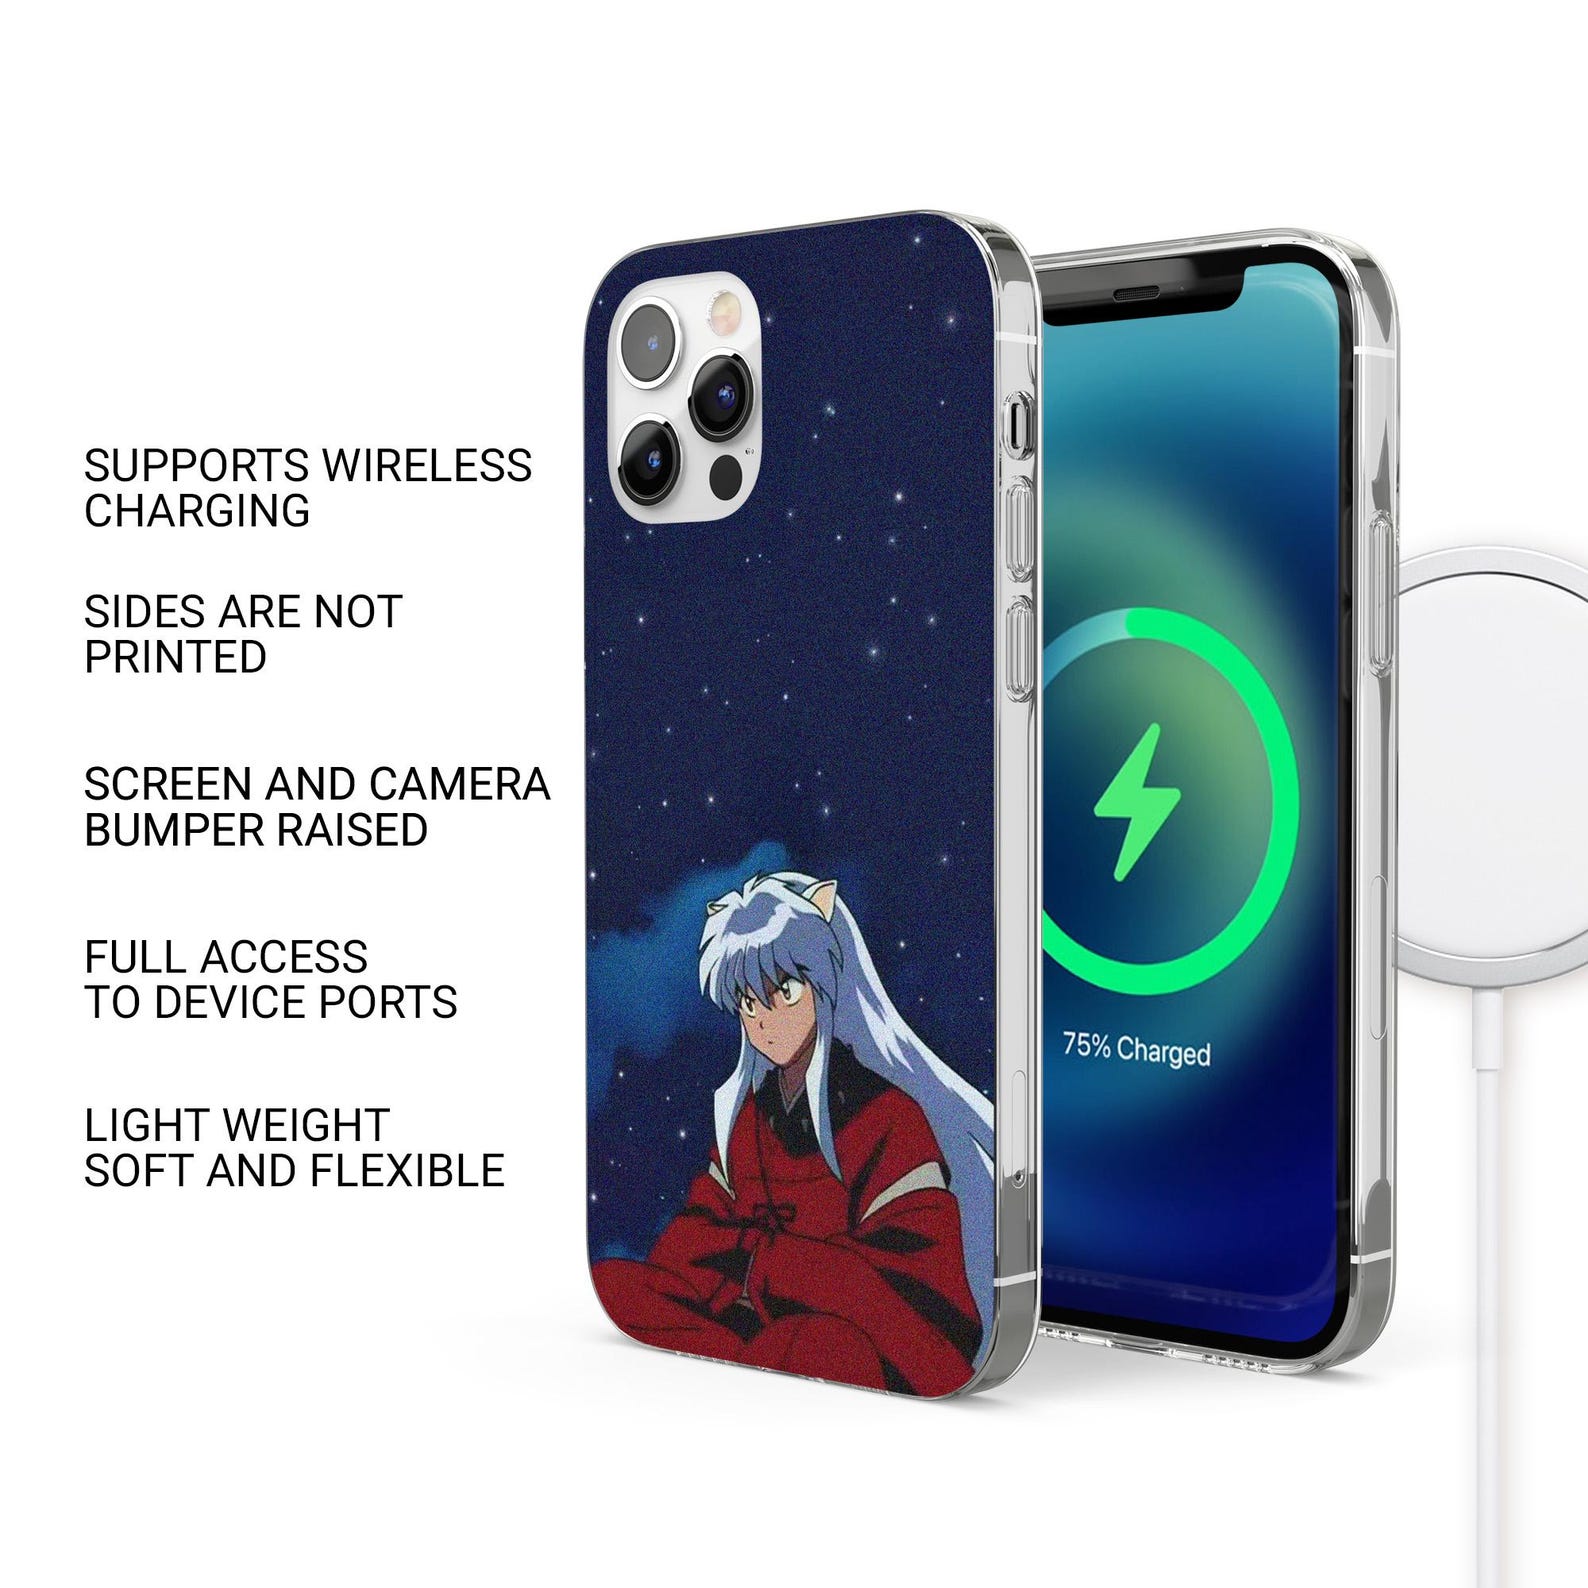 SUPPORTS WIRELESS
CHARGING
SIDES ARE NOT
PRINTED
SCREEN AND CAMERA
BUMPER RAISED
FULL ACCESS
TO DEVICE PORTS
LIGHT WEIGHT
SOFT AND FLEXIBLE
75% Charged